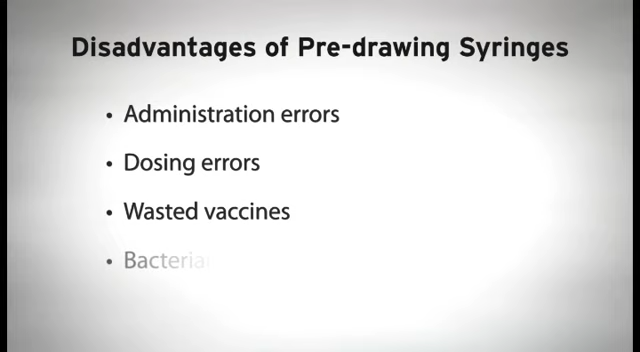 Disadvantages of Pre-drawing Syringes
• Administration errors
• Dosing errors
• Wasted vaccines
• Bacteria